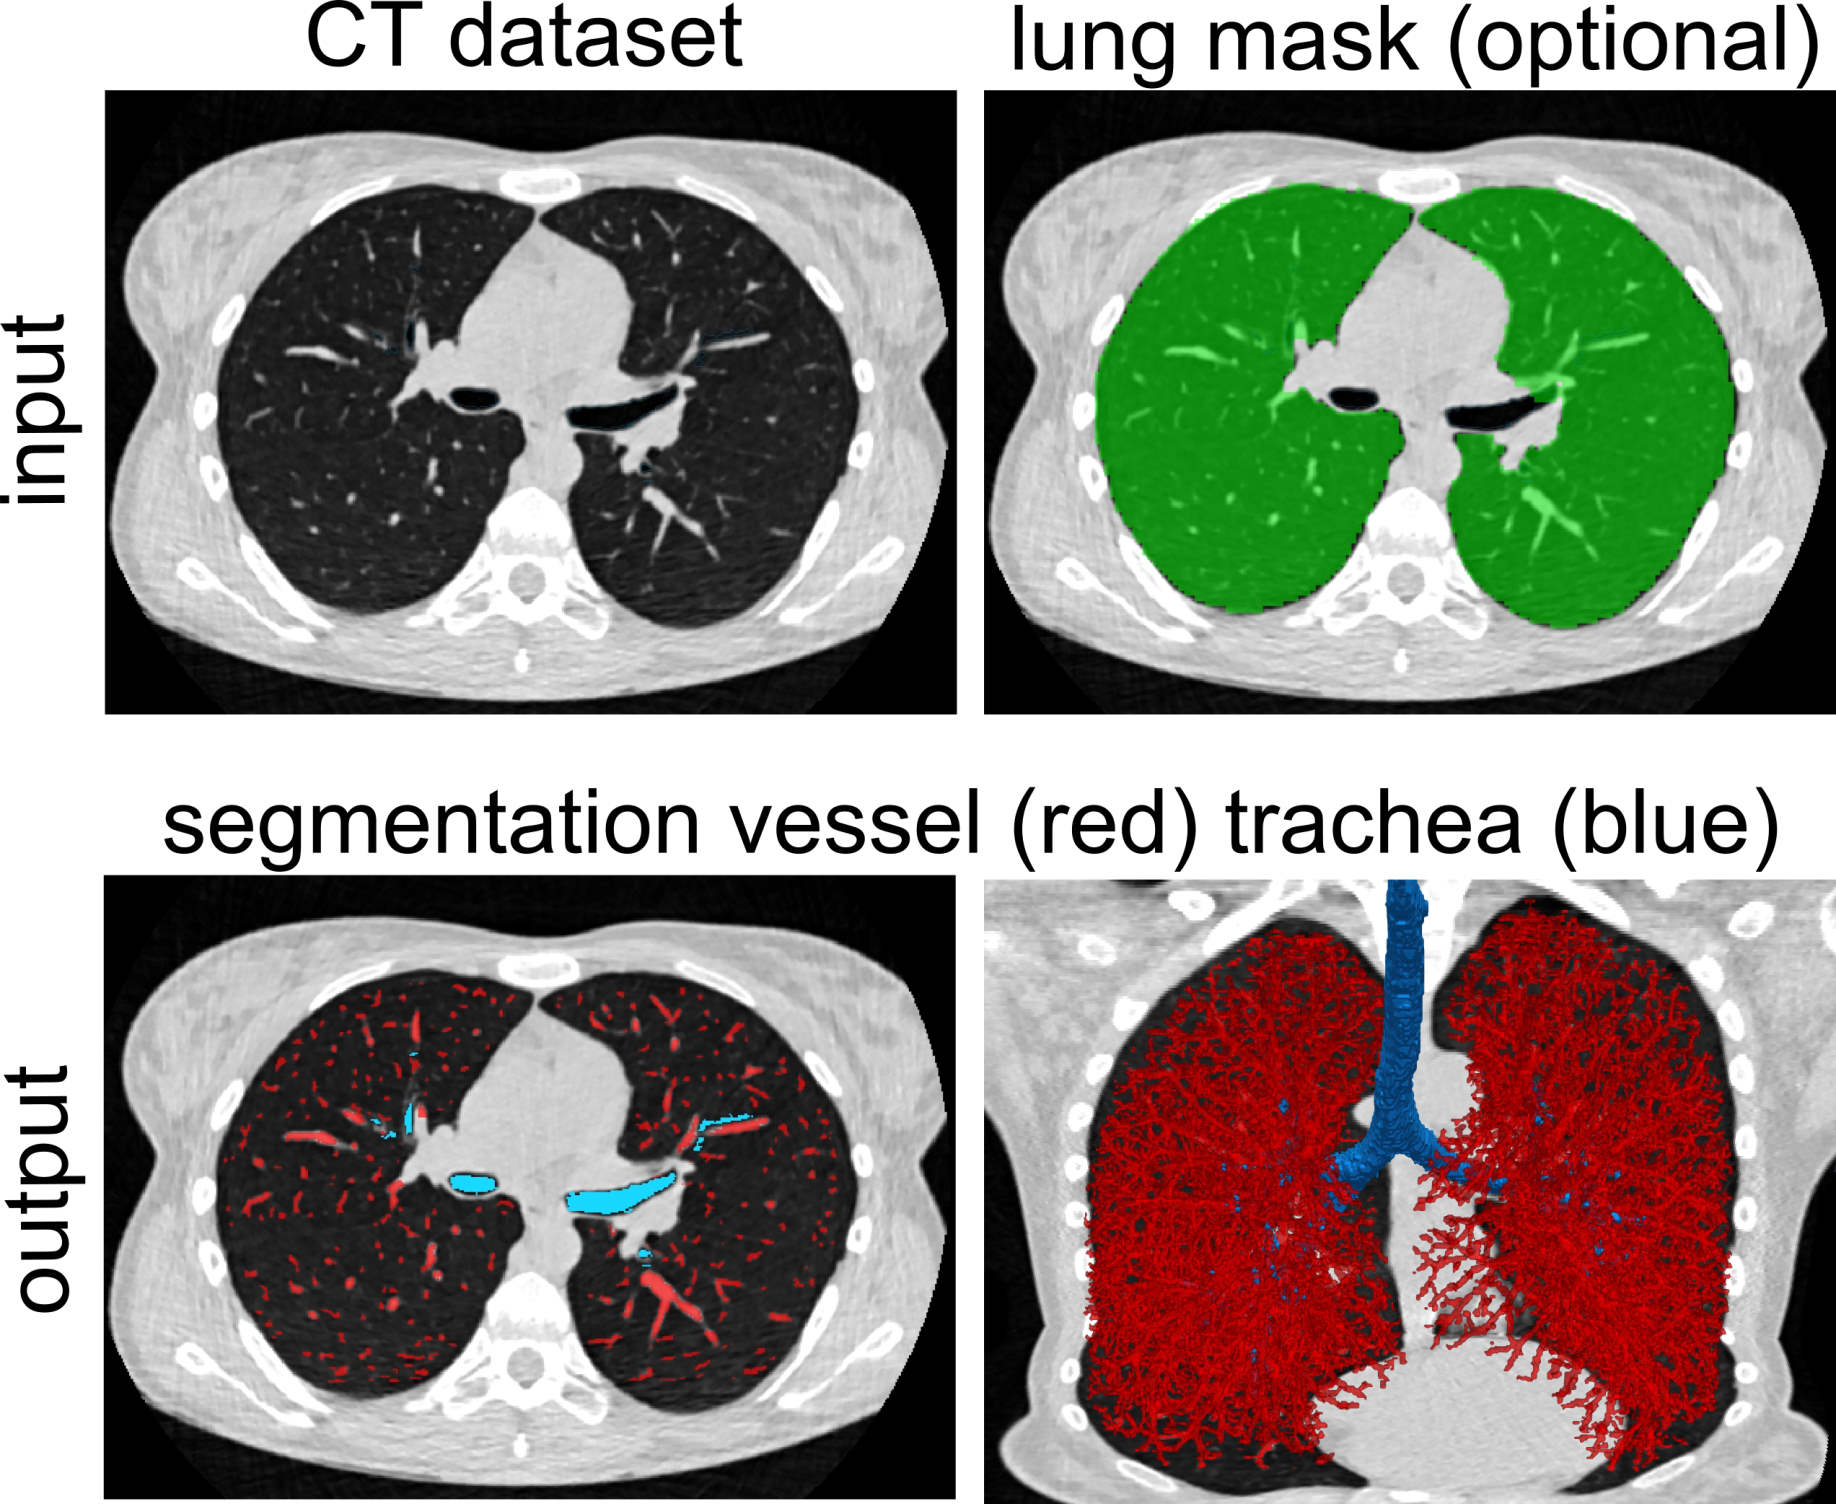 CT dataset
lung mask (optional)
input
segmentation vessel (red) trachea (blue)
output